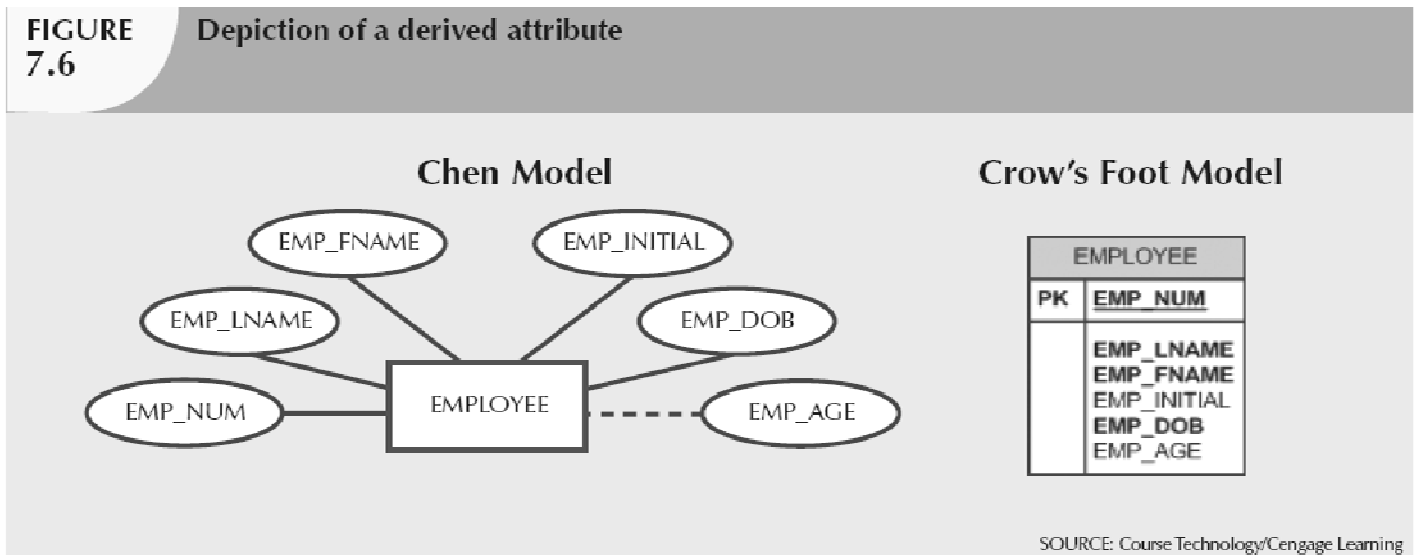 FIGURE
7.6
Depiction of a derived attribute
Chen Model
EMP_FNAME
EMP_INITIAL
EMP_LNAME
EMP_DOB
EMP_NUM
EMPLOYEE
EMP_AGE
Crow's Foot Model
EMPLOYEE
PK EMP_NUM
EMP_LNAME
EMP_FNAME
EMP_INITIAL
EMP_DOB
EMP_AGE
SOURCE: Course Technology/Cengage Learning